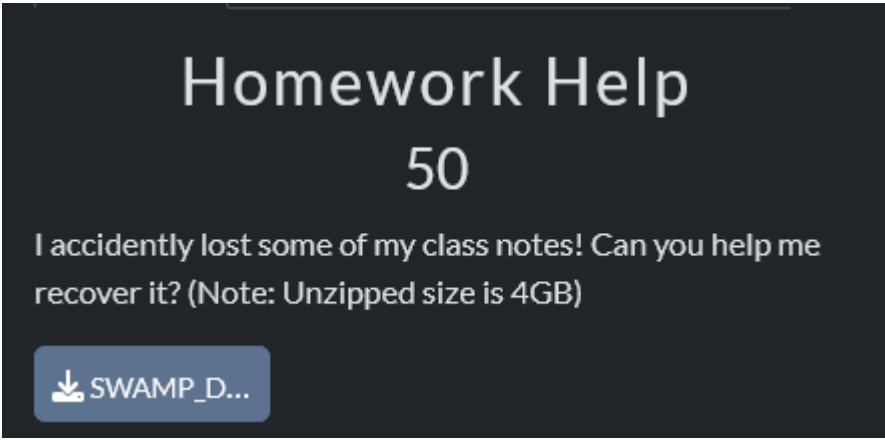 Homework Help
50
I accidently lost some of my class notes! Can you help me
recover it? (Note: Unzipped size is 4GB)
SWAMP_D...